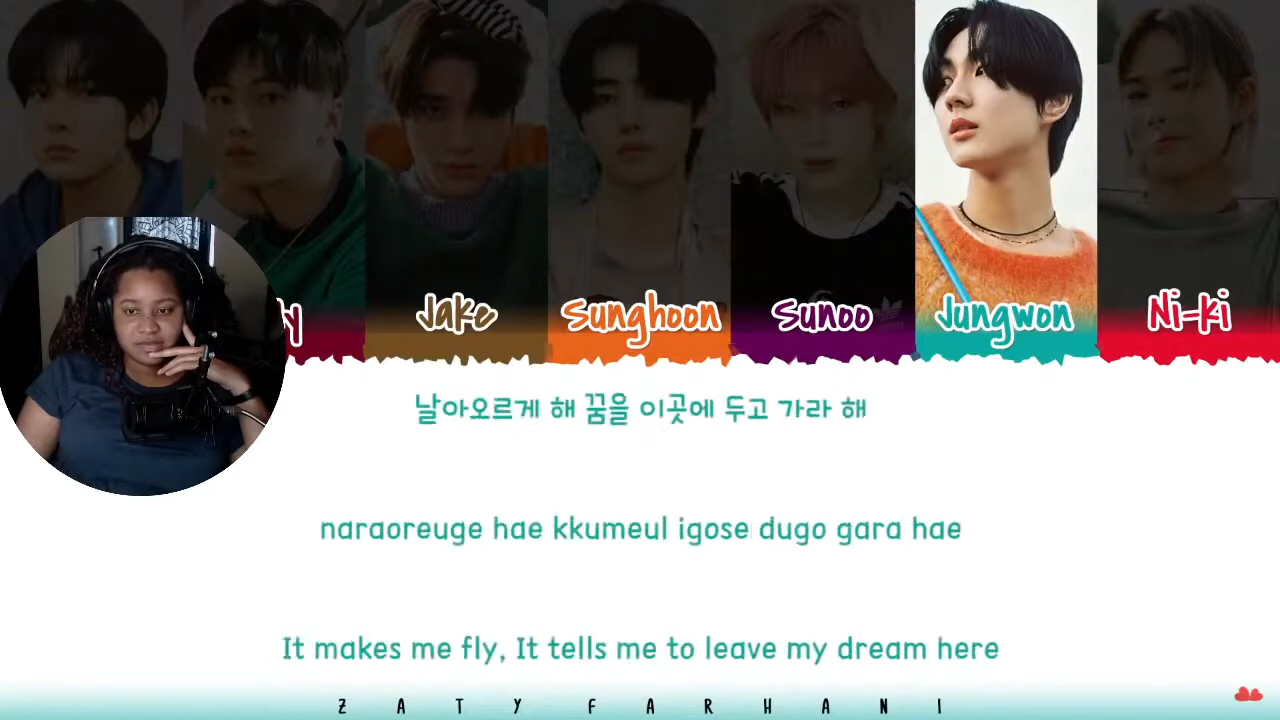 y
Jake
Sunghoon
Sunoo
Jungwon
Ni-ki
날아오르게 해 꿈을 이곳에 두고 가라 해
naraoreuge hae kkumeul igose dugo gara hae
It makes me fly, It tells me to leave my dream here
ZATY FARHANI